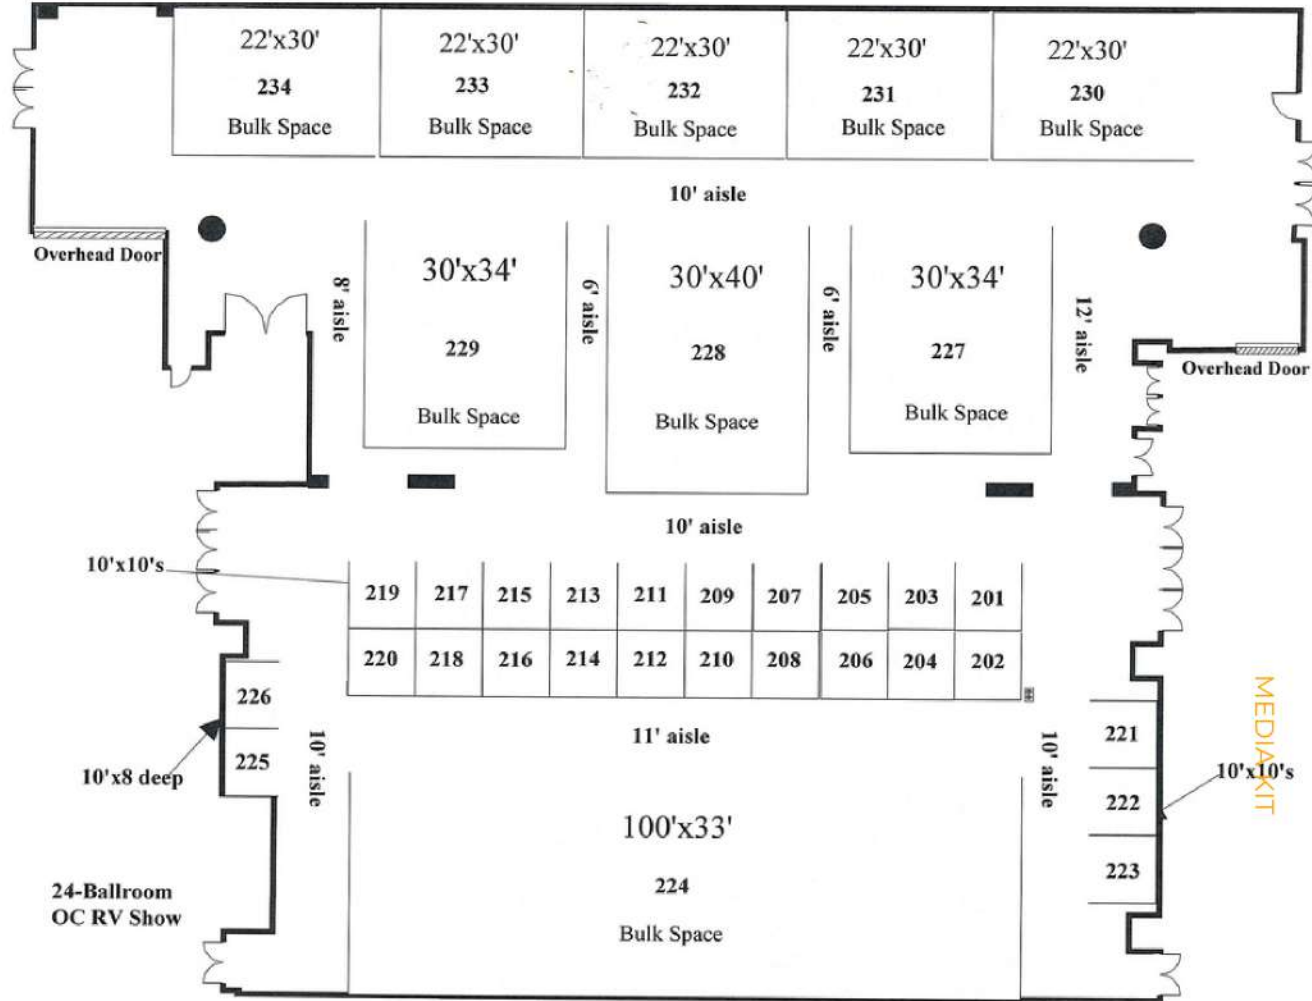 22'x30' 22'x30' 22'x30' 22'x30' 22'x30'
234 233 232 231 230
Bulk Space Bulk Space Bulk Space Bulk Space Bulk Space
10' aisle
Overhead Door
8' aisle
30'x34'
229
Bulk Space
6' aisle
30'x40'
228
Bulk Space
6' aisle
30'x34'
227
Bulk Space
12' aisle
Overhead Door
10' aisle
10'x10's
219 217 215 213 211 209 207 205 203 201
220 218 216 214 212 210 208 206 204 202
226
225
10'x8 deep
10' aisle
11' aisle
10' aisle
221
222
223
10'x10's
MEDIA KIT
100'x33'
224
Bulk Space
24-Ballroom
OC RV Show